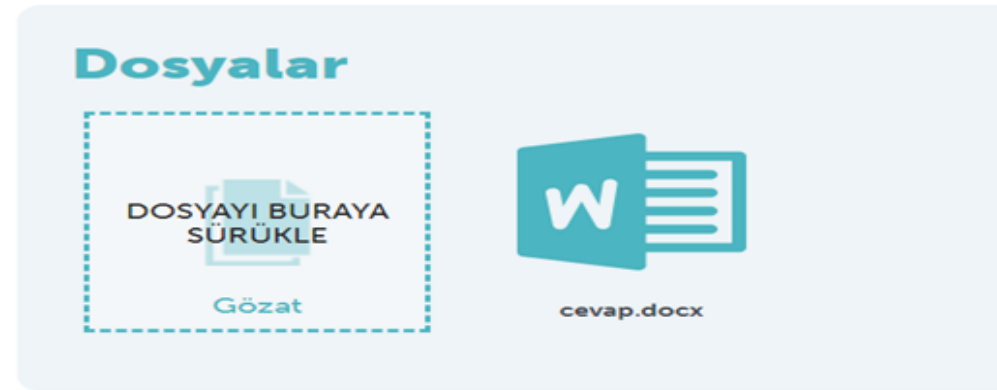 Dosyalar
DOSYAYI BURAYA
SÜRÜKLE
Gözat
W
cevap.docx